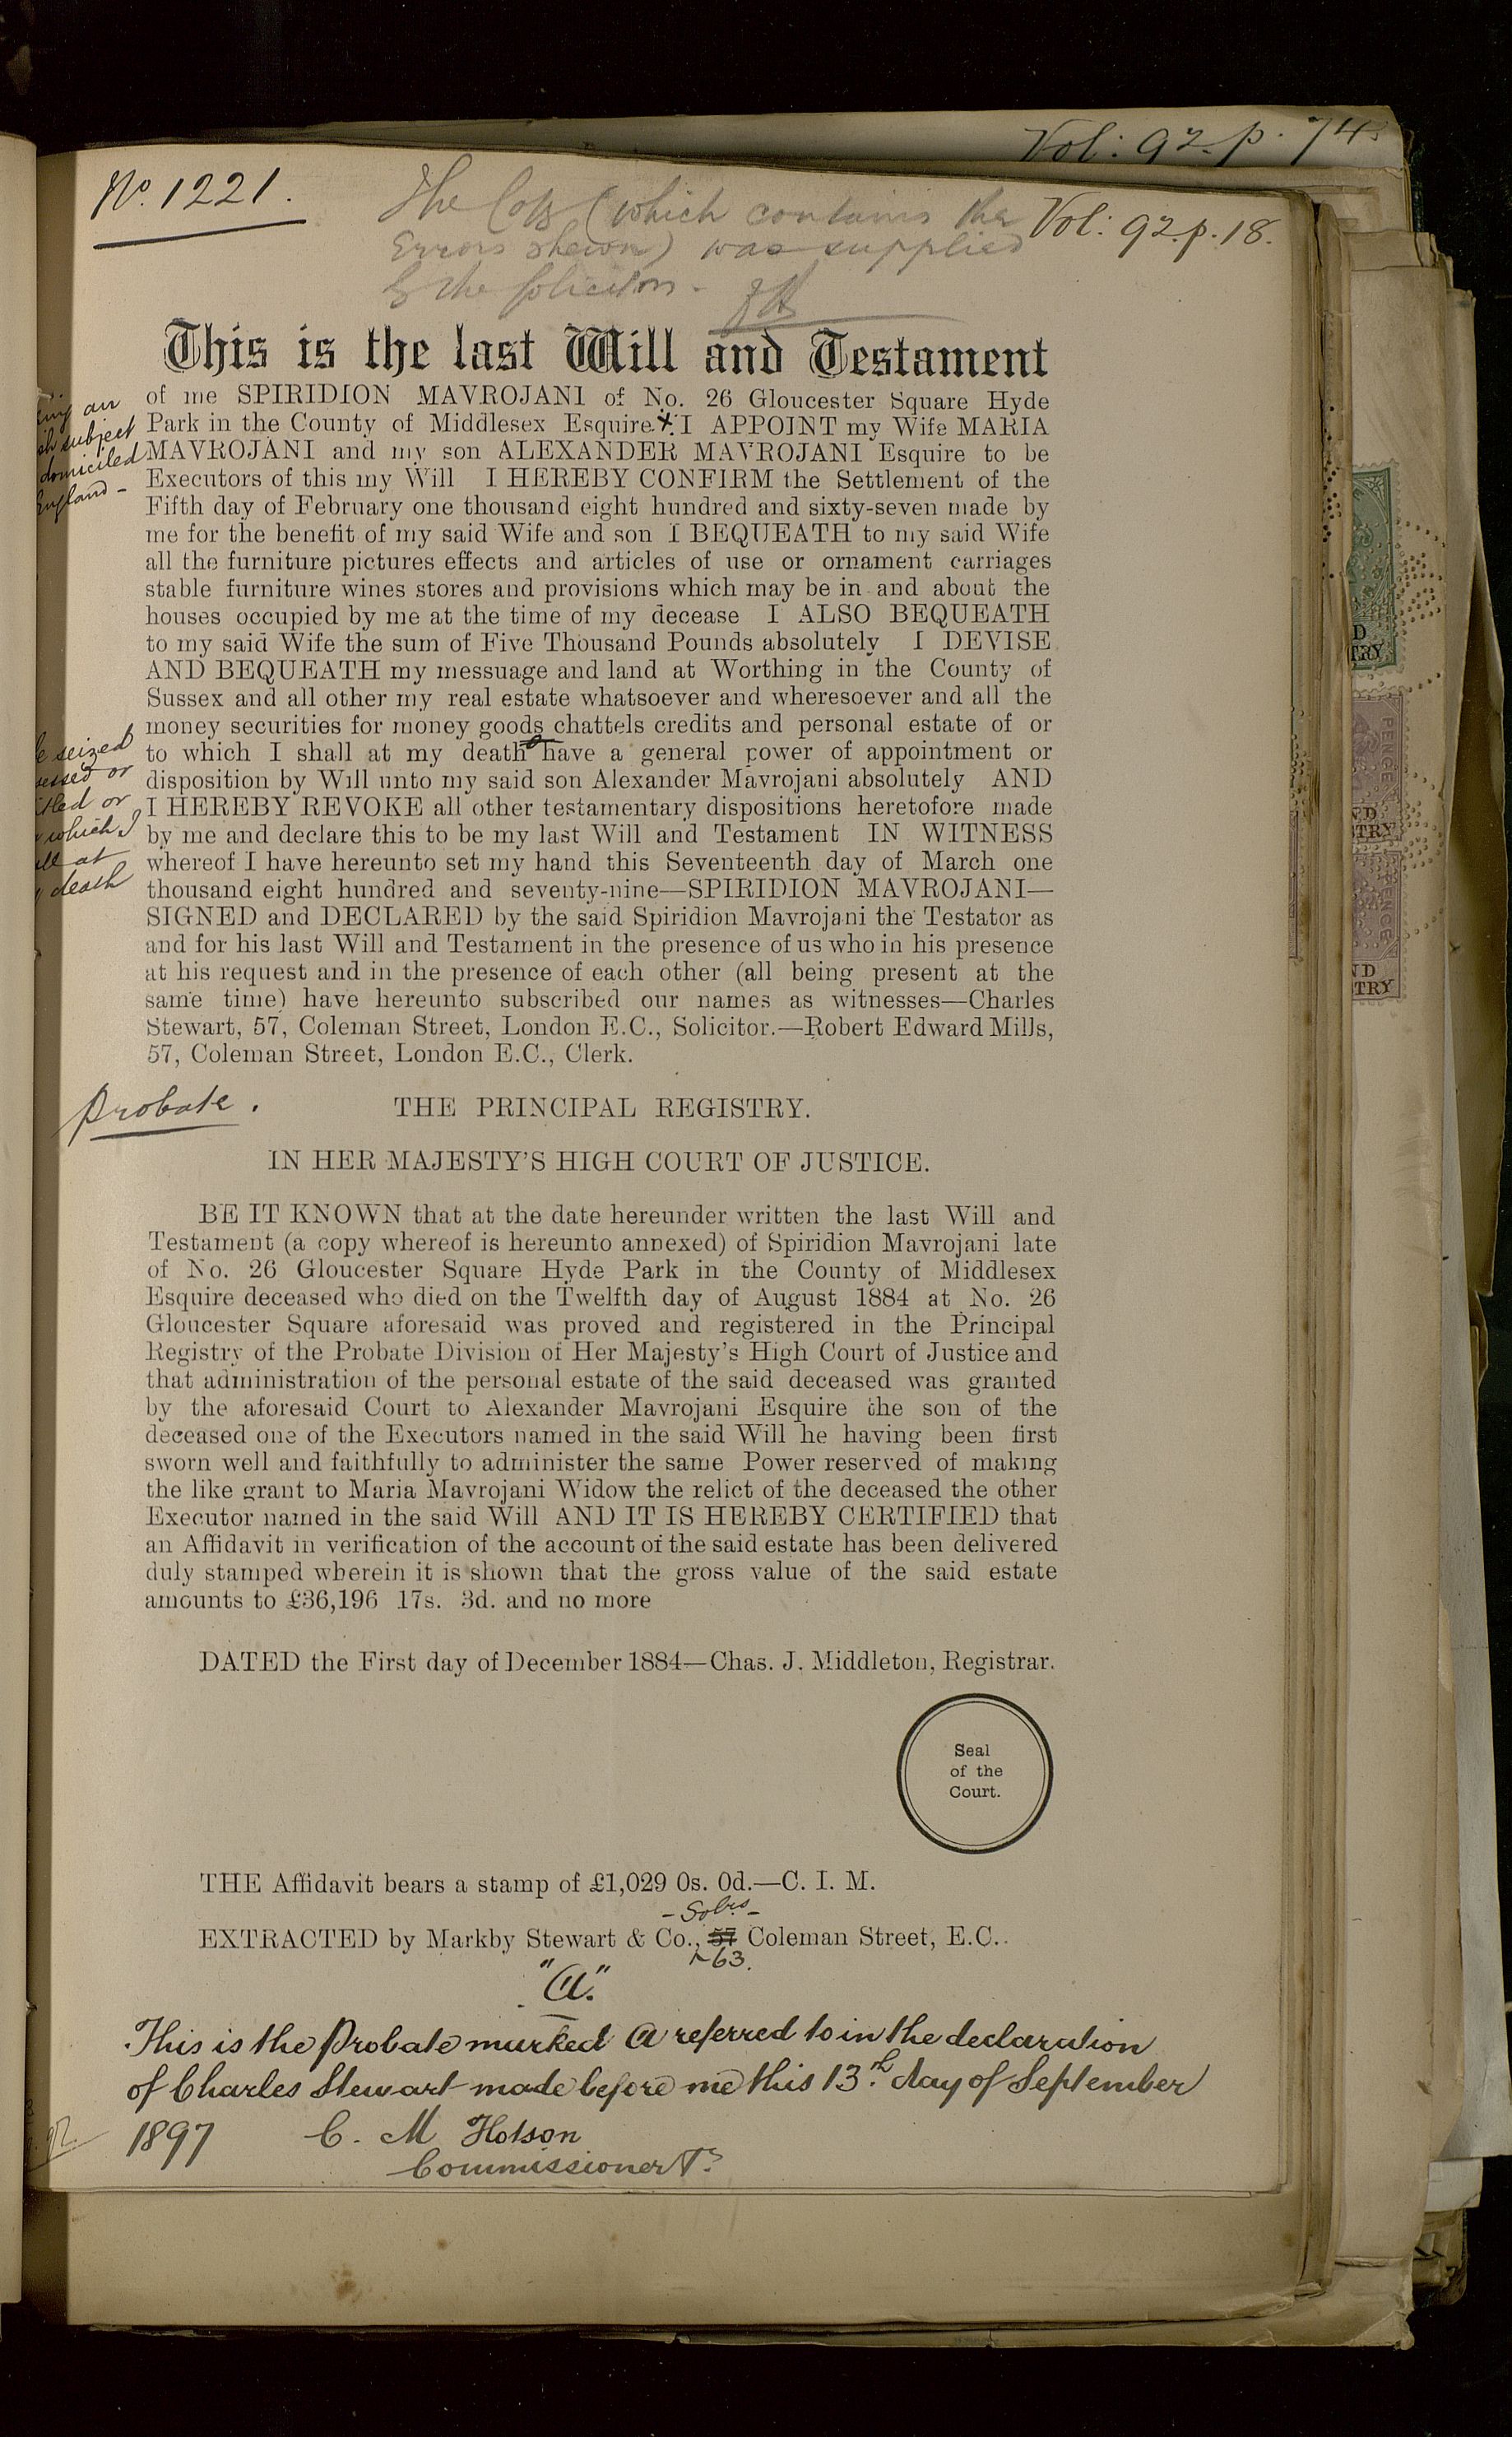 Vol: 92. p. 74
No. 1221.
The Copy (which contains the
Vol: 92. p. 18.
Errors shewn) was supplied
by the Solicitors.
This is the last Will and Testament
of me SPIRIDION MAVROJANI of No. 26 Gloucester Square Hyde
an
Park in the County of Middlesex Esquire I APPOINT my Wife MARIA
subject
MAVROJANI and my son ALEXANDER MAVROJANI Esquire to be
domiciled
Executors of this my Will I HEREBY CONFIRM the Settlement of the
England -
Fifth day of February one thousand eight hundred and sixty-seven made by
me for the benefit of my said Wife and son I BEQUEATH to my said Wife
all the furniture pictures effects and articles of use or ornament carriages
stable furniture wines stores and provisions which may be in and about the
houses occupied by me at the time of my decease I ALSO BEQUEATH
to my said Wife the sum of Five Thousand Pounds absolutely I DEVISE
AND BEQUEATH my messuage and land at Worthing in the County of
Sussex and all other my real estate whatsoever and wheresoever and all the
money securities for money goods chattels credits and personal estate of or
seized
to which I shall at my death have a general power of appointment or
or
disposition by Will unto my said son Alexander Mavrojani absolutely AND
or
I HEREBY REVOKE all other testamentary dispositions heretofore made
which I
by me and declare this to be my last Will and Testament IN WITNESS
at
whereof I have hereunto set my hand this Seventeenth day of March one
death
thousand eight hundred and seventy-nine—SPIRIDION MAVROJANI—
SIGNED and DECLARED by the said Spiridion Mavrojani the Testator as
and for his last Will and Testament in the presence of us who in his presence
at his request and in the presence of each other (all being present at the
same time) have hereunto subscribed our names as witnesses—Charles
Stewart, 57, Coleman Street, London E.C., Solicitor.—Robert Edward Mills,
57, Coleman Street, London E.C., Clerk.
Probate.
THE PRINCIPAL REGISTRY.
IN HER MAJESTY'S HIGH COURT OF JUSTICE.
BE IT KNOWN that at the date hereunder written the last Will and
Testament (a copy whereof is hereunto annexed) of Spiridion Mavrojani late
of No. 26 Gloucester Square Hyde Park in the County of Middlesex
Esquire deceased who died on the Twelfth day of August 1884 at No. 26
Gloucester Square aforesaid was proved and registered in the Principal
Registry of the Probate Division of Her Majesty's High Court of Justice and
that administration of the personal estate of the said deceased was granted
by the aforesaid Court to Alexander Mavrojani Esquire the son of the
deceased one of the Executors named in the said Will he having been first
sworn well and faithfully to administer the same Power reserved of making
the like grant to Maria Mavrojani Widow the relict of the deceased the other
Executor named in the said Will AND IT IS HEREBY CERTIFIED that
an Affidavit in verification of the account of the said estate has been delivered
duly stamped wherein it is shown that the gross value of the said estate
amounts to £36,196 17s. 3d. and no more
DATED the First day of December 1884—Chas. J. Middleton, Registrar.
Seal
of the
Court.
THE Affidavit bears a stamp of £1,029 0s. 0d.—C. I. M.
- Solrs -
EXTRACTED by Markby Stewart & Co., 57 Coleman Street, E.C.
63.
"A."
This is the Probate marked A referred to in the declaration
of Charles Stewart made before me this 13th day of September
1897 C. M Hotson
Commissioner &c
PENCE
TRY
TRY
TRY